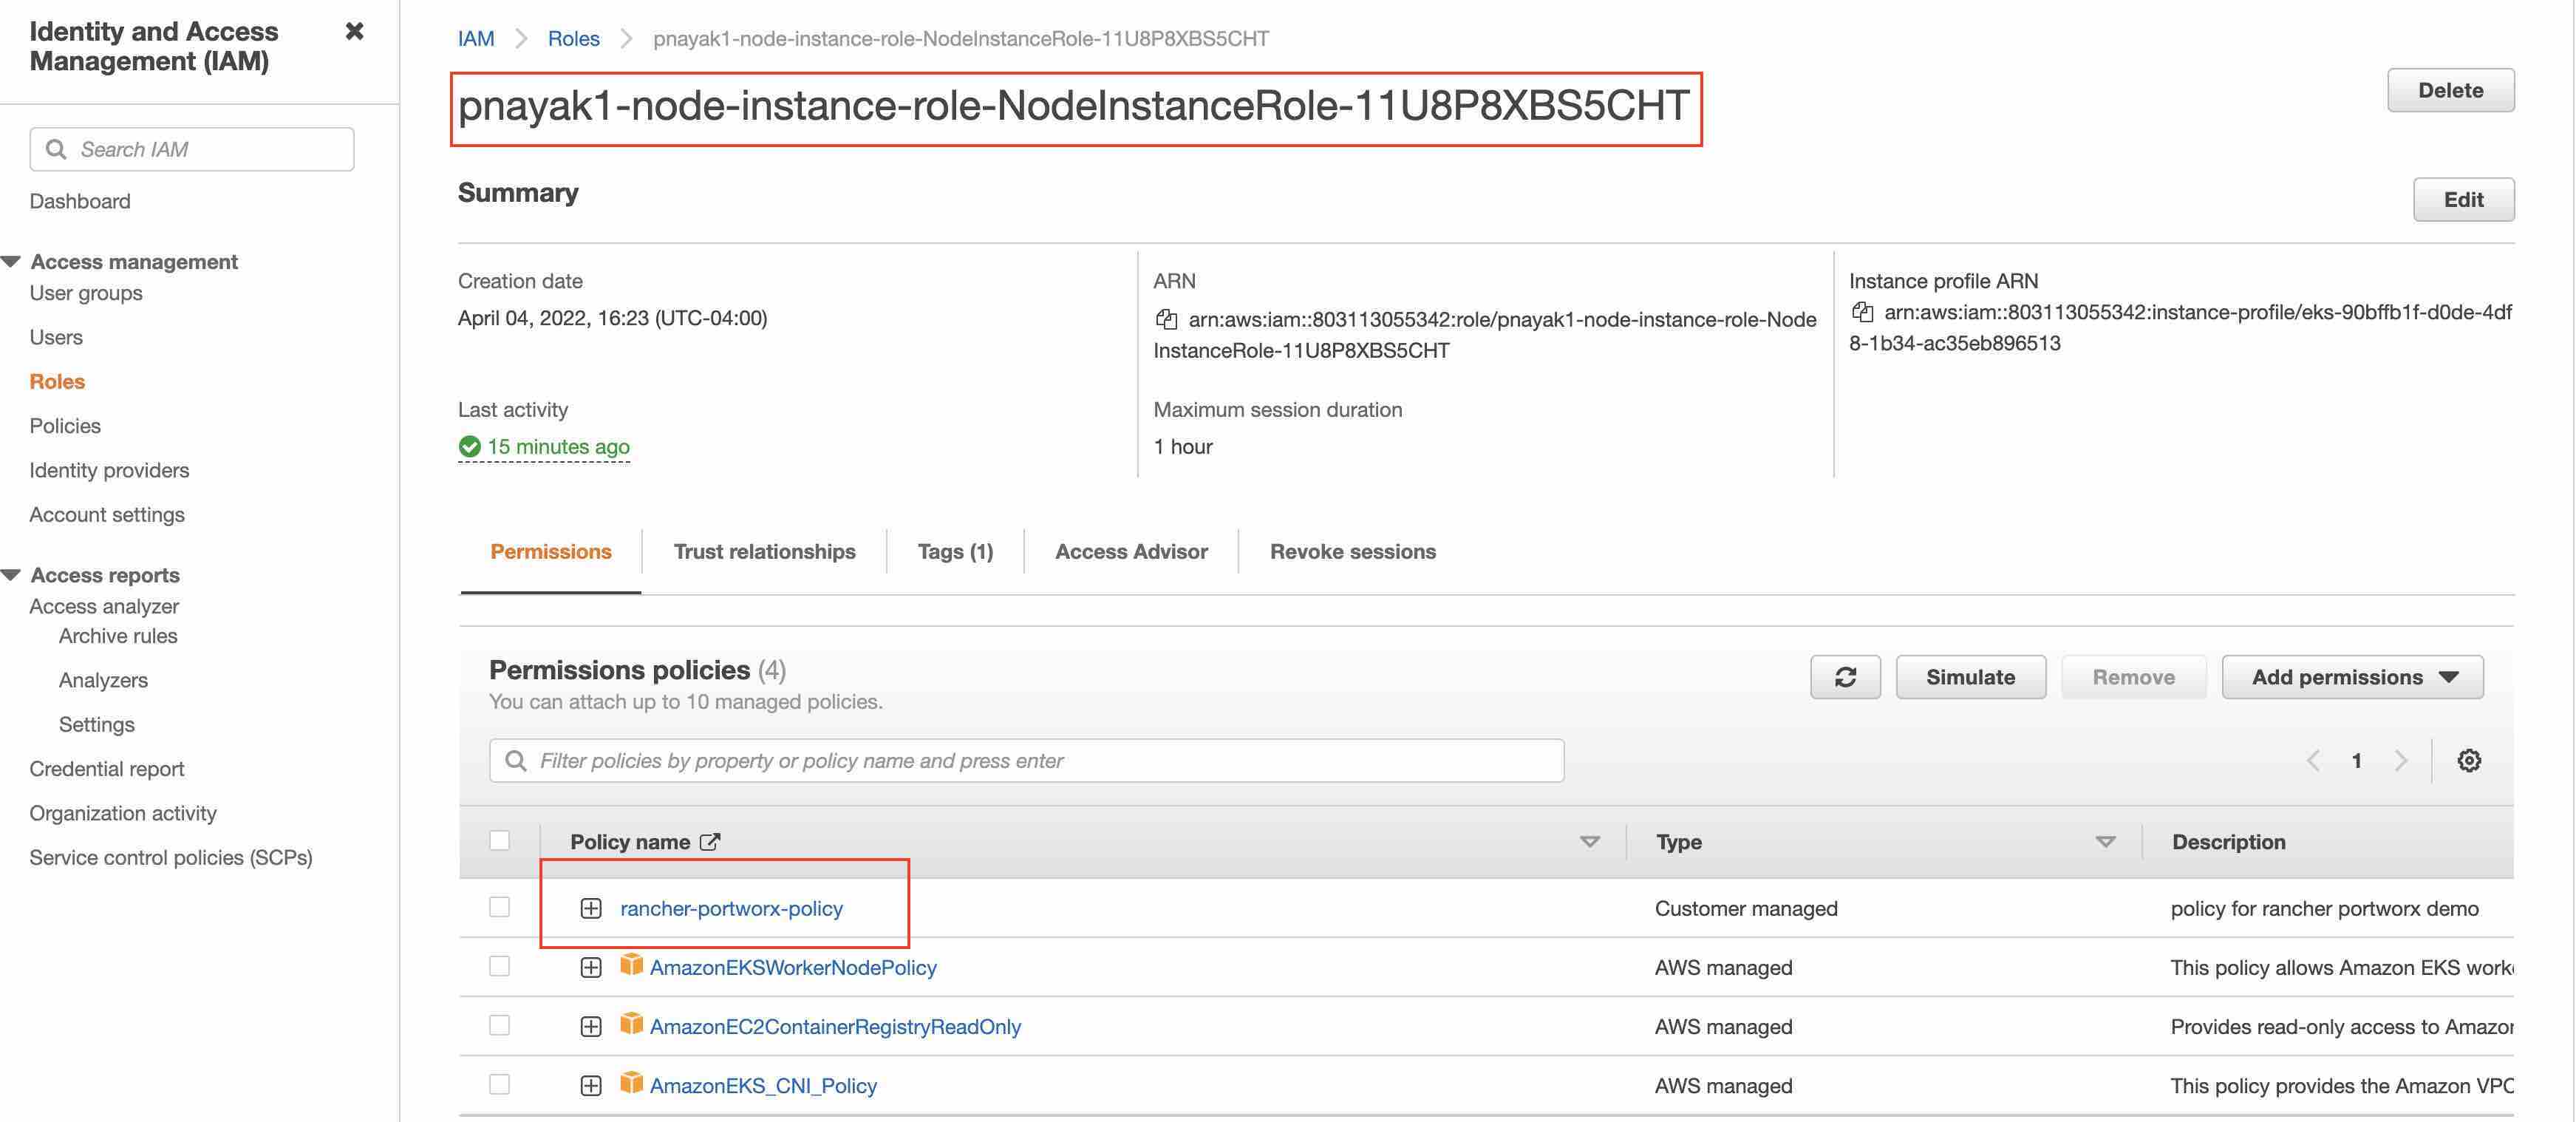 Identity and Access
Management (IAM)
Search IAM
Dashboard
Access management
User groups
Users
Roles
Policies
Identity providers
Account settings
Access reports
Access analyzer
Archive rules
Analyzers
Settings
Credential report
Organization activity
Service control policies (SCPs)
IAM > Roles > pnayak1-node-instance-role-NodeInstanceRole-11U8P8XBS5CHT
pnayak1-node-instance-role-NodeInstanceRole-11U8P8XBS5CHT
Delete
Summary
Edit
Creation date
April 04, 2022, 16:23 (UTC-04:00)
ARN
arn:aws:iam::803113055342:role/pnayak1-node-instance-role-Node
InstanceRole-11U8P8XBS5CHT
Instance profile ARN
arn:aws:iam::803113055342:instance-profile/eks-90bffb1f-d0de-4df
8-1b34-ac35eb896513
Last activity
15 minutes ago
Maximum session duration
1 hour
Permissions
Trust relationships
Tags (1)
Access Advisor
Revoke sessions
Permissions policies (4)
You can attach up to 10 managed policies.
Simulate
Remove
Add permissions
Filter policies by property or policy name and press enter
1
Policy name Type Description
rancher-portworx-policy Customer managed policy for rancher portworx demo
AmazonEKSWorkerNodePolicy AWS managed This policy allows Amazon EKS work
AmazonEC2ContainerRegistryReadOnly AWS managed Provides read-only access to Amazon
AmazonEKS_CNI_Policy AWS managed This policy provides the Amazon VPC